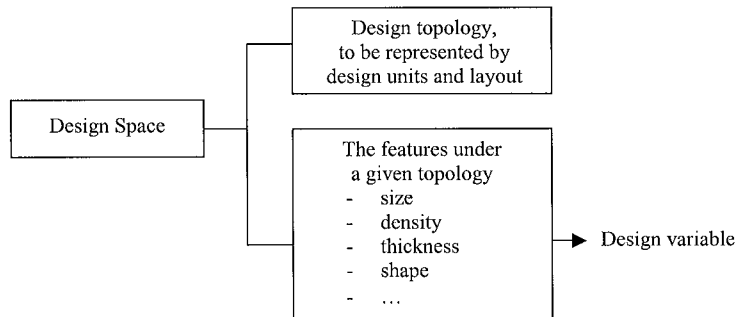 Design topology,
to be represented by
design units and layout
Design Space
The features under
a given topology
- size
- density
- thickness
- shape
- ...
Design variable